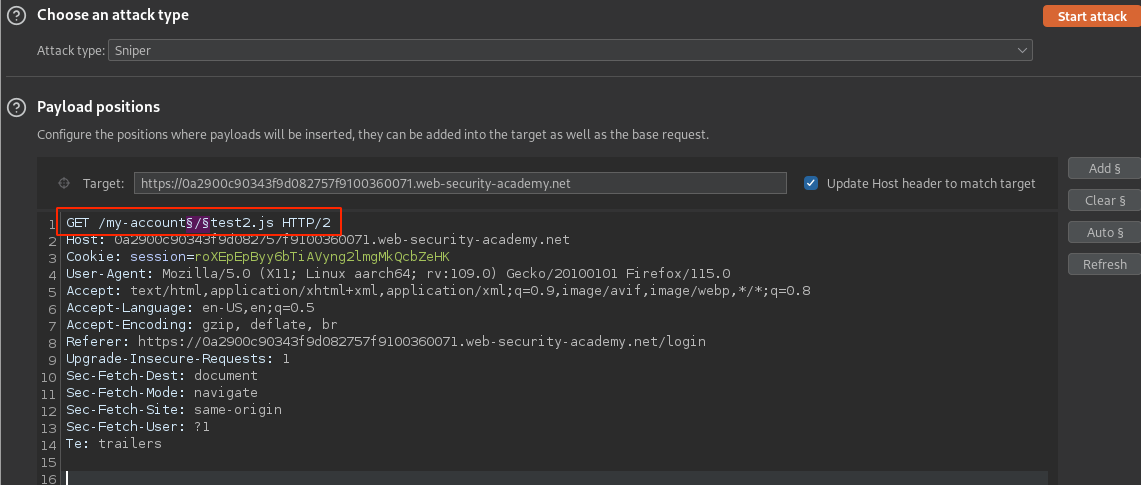 Choose an attack type
Start attack
Attack type: Sniper
Payload positions
Configure the positions where payloads will be inserted, they can be added into the target as well as the base request.
Target: https://0a2900c90343f9d082757f9100360071.web-security-academy.net
Update Host header to match target
Add §
Clear §
Auto §
Refresh
1 GET /my-account§/§test2.js HTTP/2
2 Host: 0a2900c90343f9d082757f9100360071.web-security-academy.net
3 Cookie: session=roXEpEpByy6bTiAVyng2lmgMkQcbZeHK
4 User-Agent: Mozilla/5.0 (X11; Linux aarch64; rv:109.0) Gecko/20100101 Firefox/115.0
5 Accept: text/html,application/xhtml+xml,application/xml;q=0.9,image/avif,image/webp,*/*;q=0.8
6 Accept-Language: en-US,en;q=0.5
7 Accept-Encoding: gzip, deflate, br
8 Referer: https://0a2900c90343f9d082757f9100360071.web-security-academy.net/login
9 Upgrade-Insecure-Requests: 1
10 Sec-Fetch-Dest: document
11 Sec-Fetch-Mode: navigate
12 Sec-Fetch-Site: same-origin
13 Sec-Fetch-User: ?1
14 Te: trailers
15
16